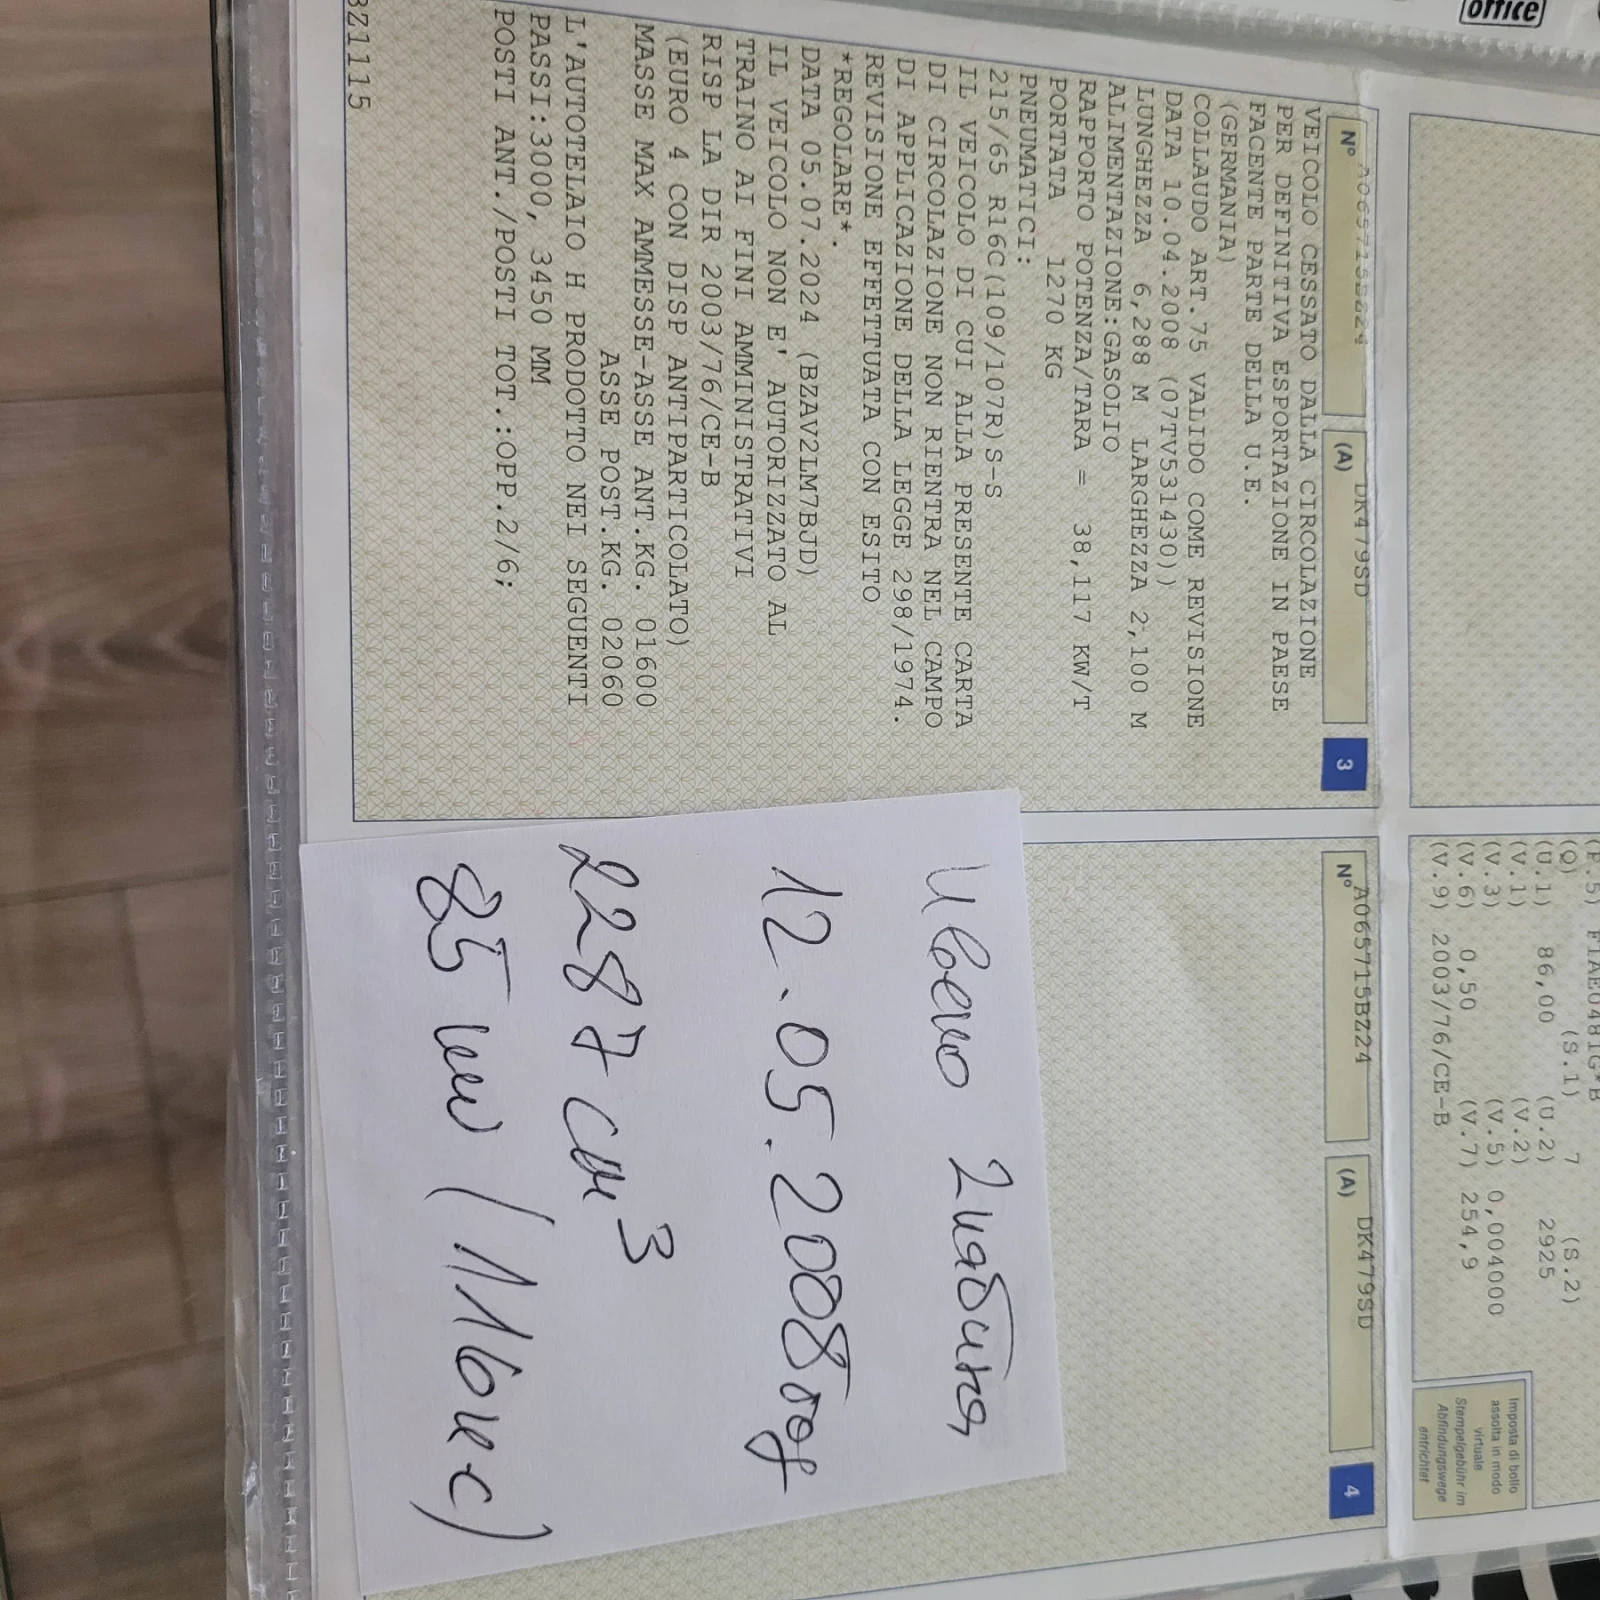 office
(P.5) F1AE0481G*B
(Q) (S.1) 7 (S.2)
(U.1) 86,00 (U.2) 2925
(V.1) (V.2)
(V.3) (V.5) 0,004000
(V.6) 0,50 (V.7) 254,9
(V.9) 2003/76/CE-B
Imposta di bollo
assolta in modo
virtuale
Stempelgebühr im
Abfindungswege
entrichtet
N° A065715BZ24 (A) DK479SD 3
VEICOLO CESSATO DALLA CIRCOLAZIONE
PER DEFINITIVA ESPORTAZIONE IN PAESE
FACENTE PARTE DELLA U.E.
(GERMANIA)
COLLAUDO ART.75 VALIDO COME REVISIONE
DATA 10.04.2008 (07TV531430))
LUNGHEZZA 6,288 M LARGHEZZA 2,100 M
ALIMENTAZIONE:GASOLIO
RAPPORTO POTENZA/TARA = 38,117 KW/T
PORTATA 1270 KG
PNEUMATICI:
215/65 R16C(109/107R)S-S
IL VEICOLO DI CUI ALLA PRESENTE CARTA
DI CIRCOLAZIONE NON RIENTRA NEL CAMPO
DI APPLICAZIONE DELLA LEGGE 298/1974.
REVISIONE EFFETTUATA CON ESITO
*REGOLARE*.
DATA 05.07.2024 (BZAV2LM7BJD)
IL VEICOLO NON E' AUTORIZZATO AL
TRAINO AI FINI AMMINISTRATIVI
RISP LA DIR 2003/76/CE-B
(EURO 4 CON DISP ANTIPARTICOLATO)
MASSE MAX AMMESSE-ASSE ANT.KG. 01600
ASSE POST.KG. 02060
L'AUTOTELAIO H PRODOTTO NEI SEGUENTI
PASSI:3000, 3450 MM
POSTI ANT./POSTI TOT.:OPP.2/6;
BZ1115
N° A065715BZ24 (A) DK479SD 4
Ивеко 2кабина
12.05.2008год
2287 см3
85 kw (116кс)